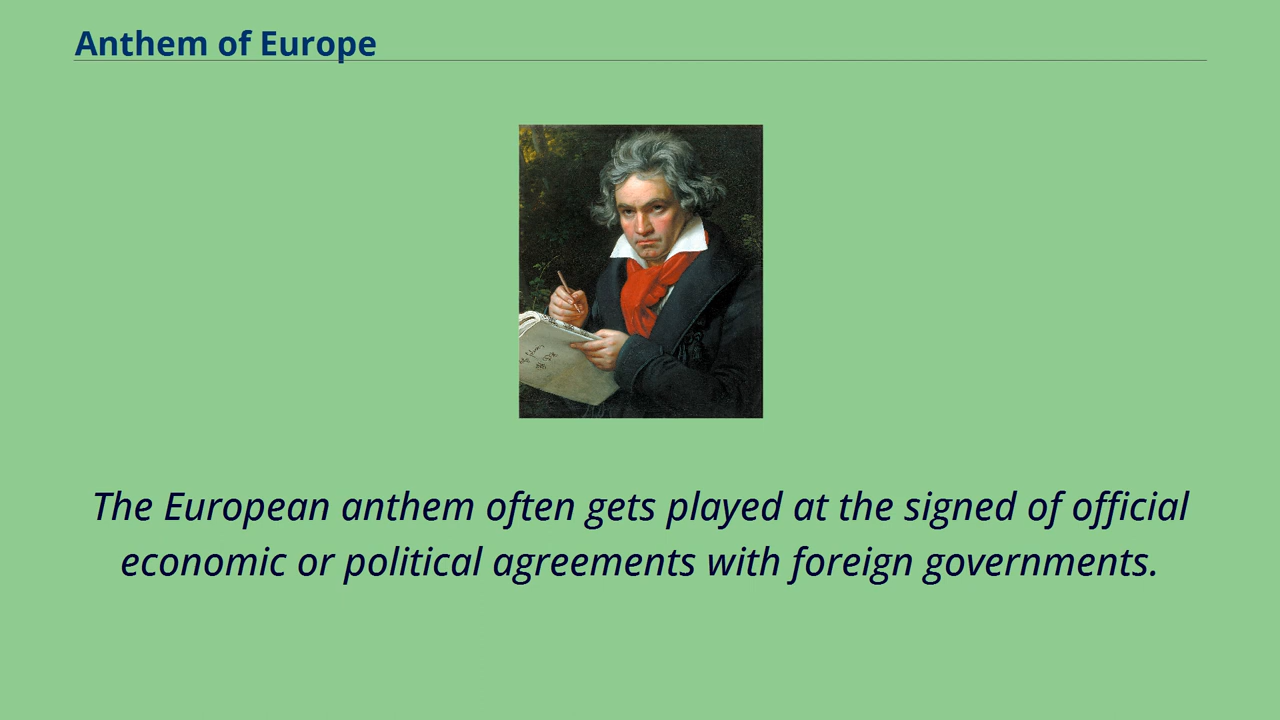 Anthem of Europe
The European anthem often gets played at the signed of official
economic or political agreements with foreign governments.